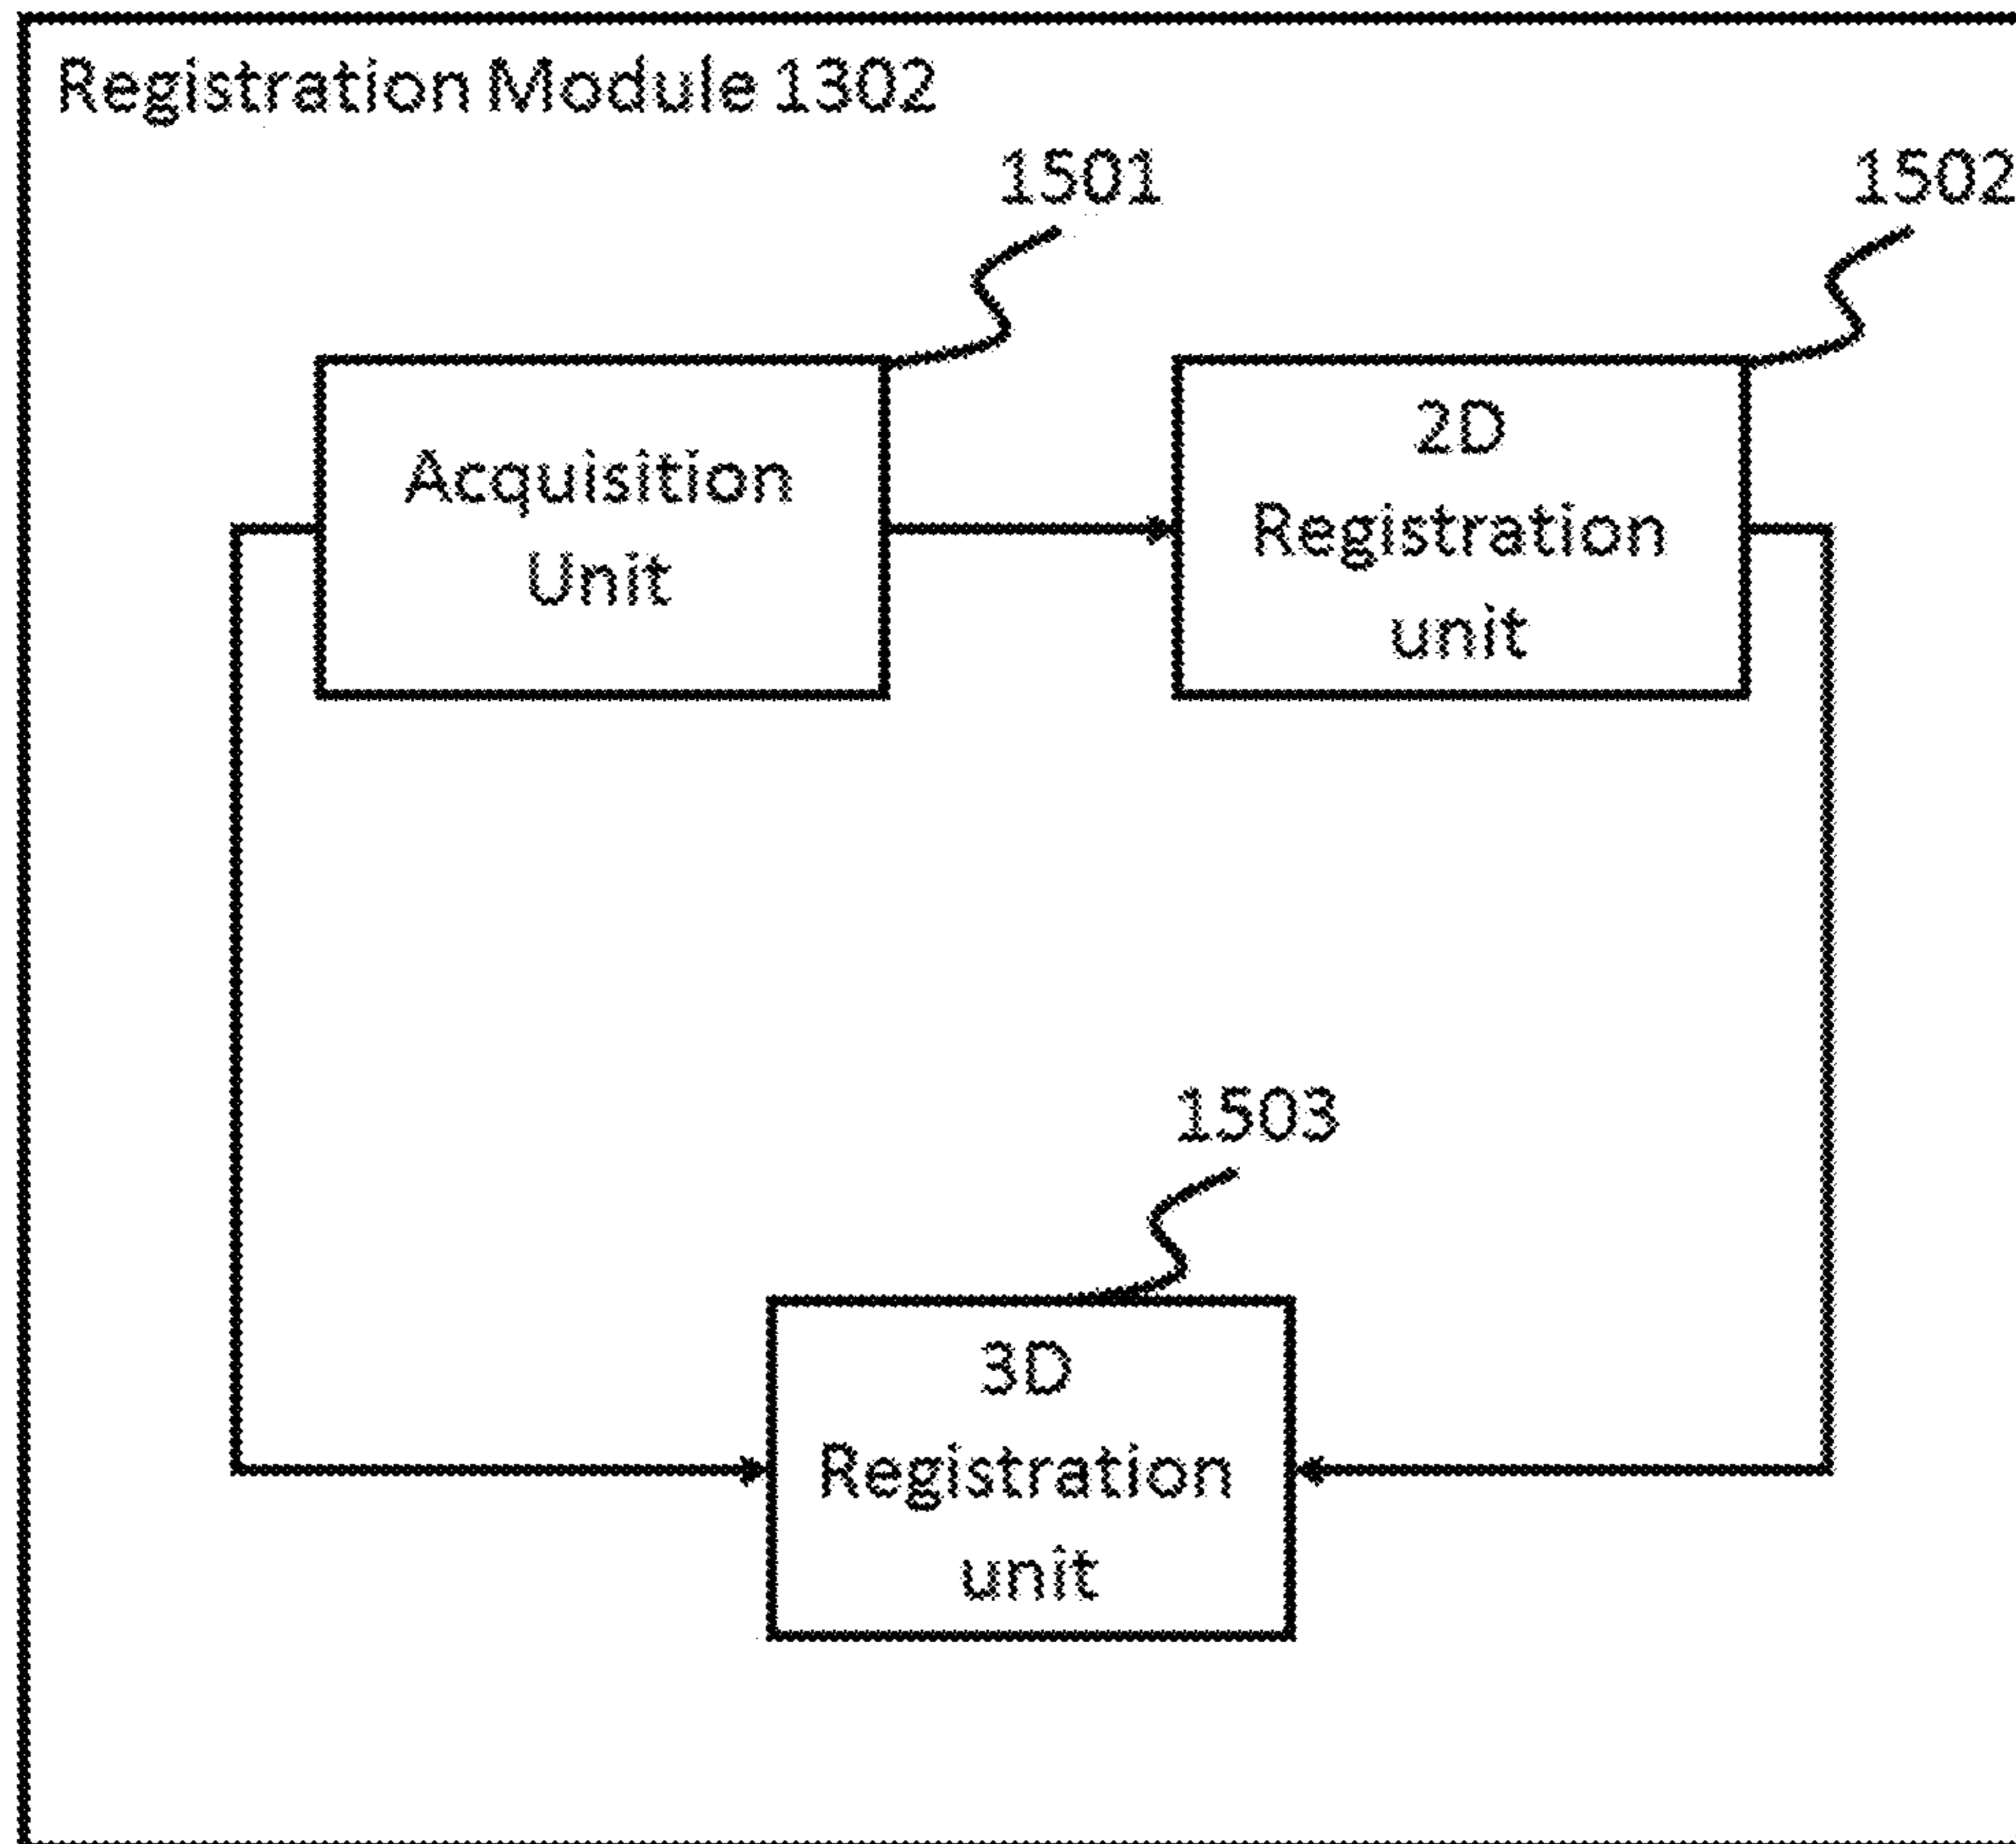 Registration Module 1302
1501
1502
Acquisition
Unit
2D
Registration
unit
1503
3D
Registration
unit